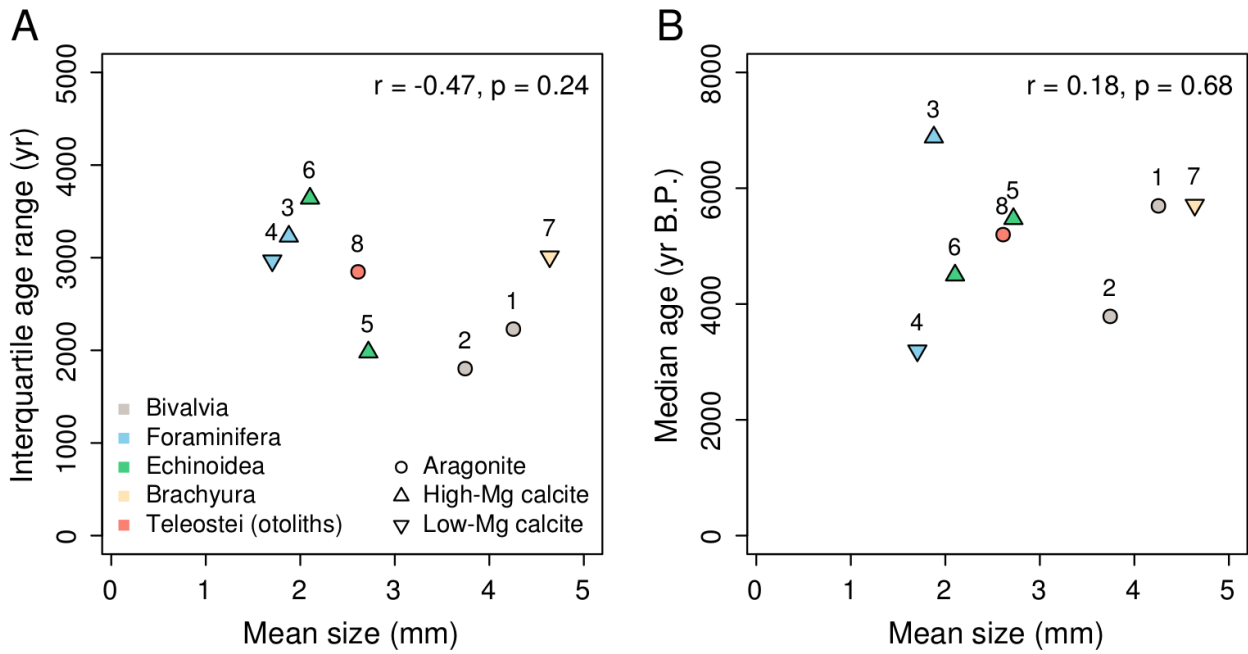 A
r = -0.47, p = 0.24
Interquartile age range (yr)
5000
4000
3000
2000
1000
0
6
3
4
8
7
5
1
2
Bivalvia
Foraminifera
Echinoidea
Brachyura
Teleostei (otoliths)
Aragonite
High-Mg calcite
Low-Mg calcite
0 1 2 3 4 5
Mean size (mm)
B
r = 0.18, p = 0.68
Median age (yr B.P.)
8000
6000
4000
2000
0
3
5
8
1
7
6
2
4
0 1 2 3 4 5
Mean size (mm)